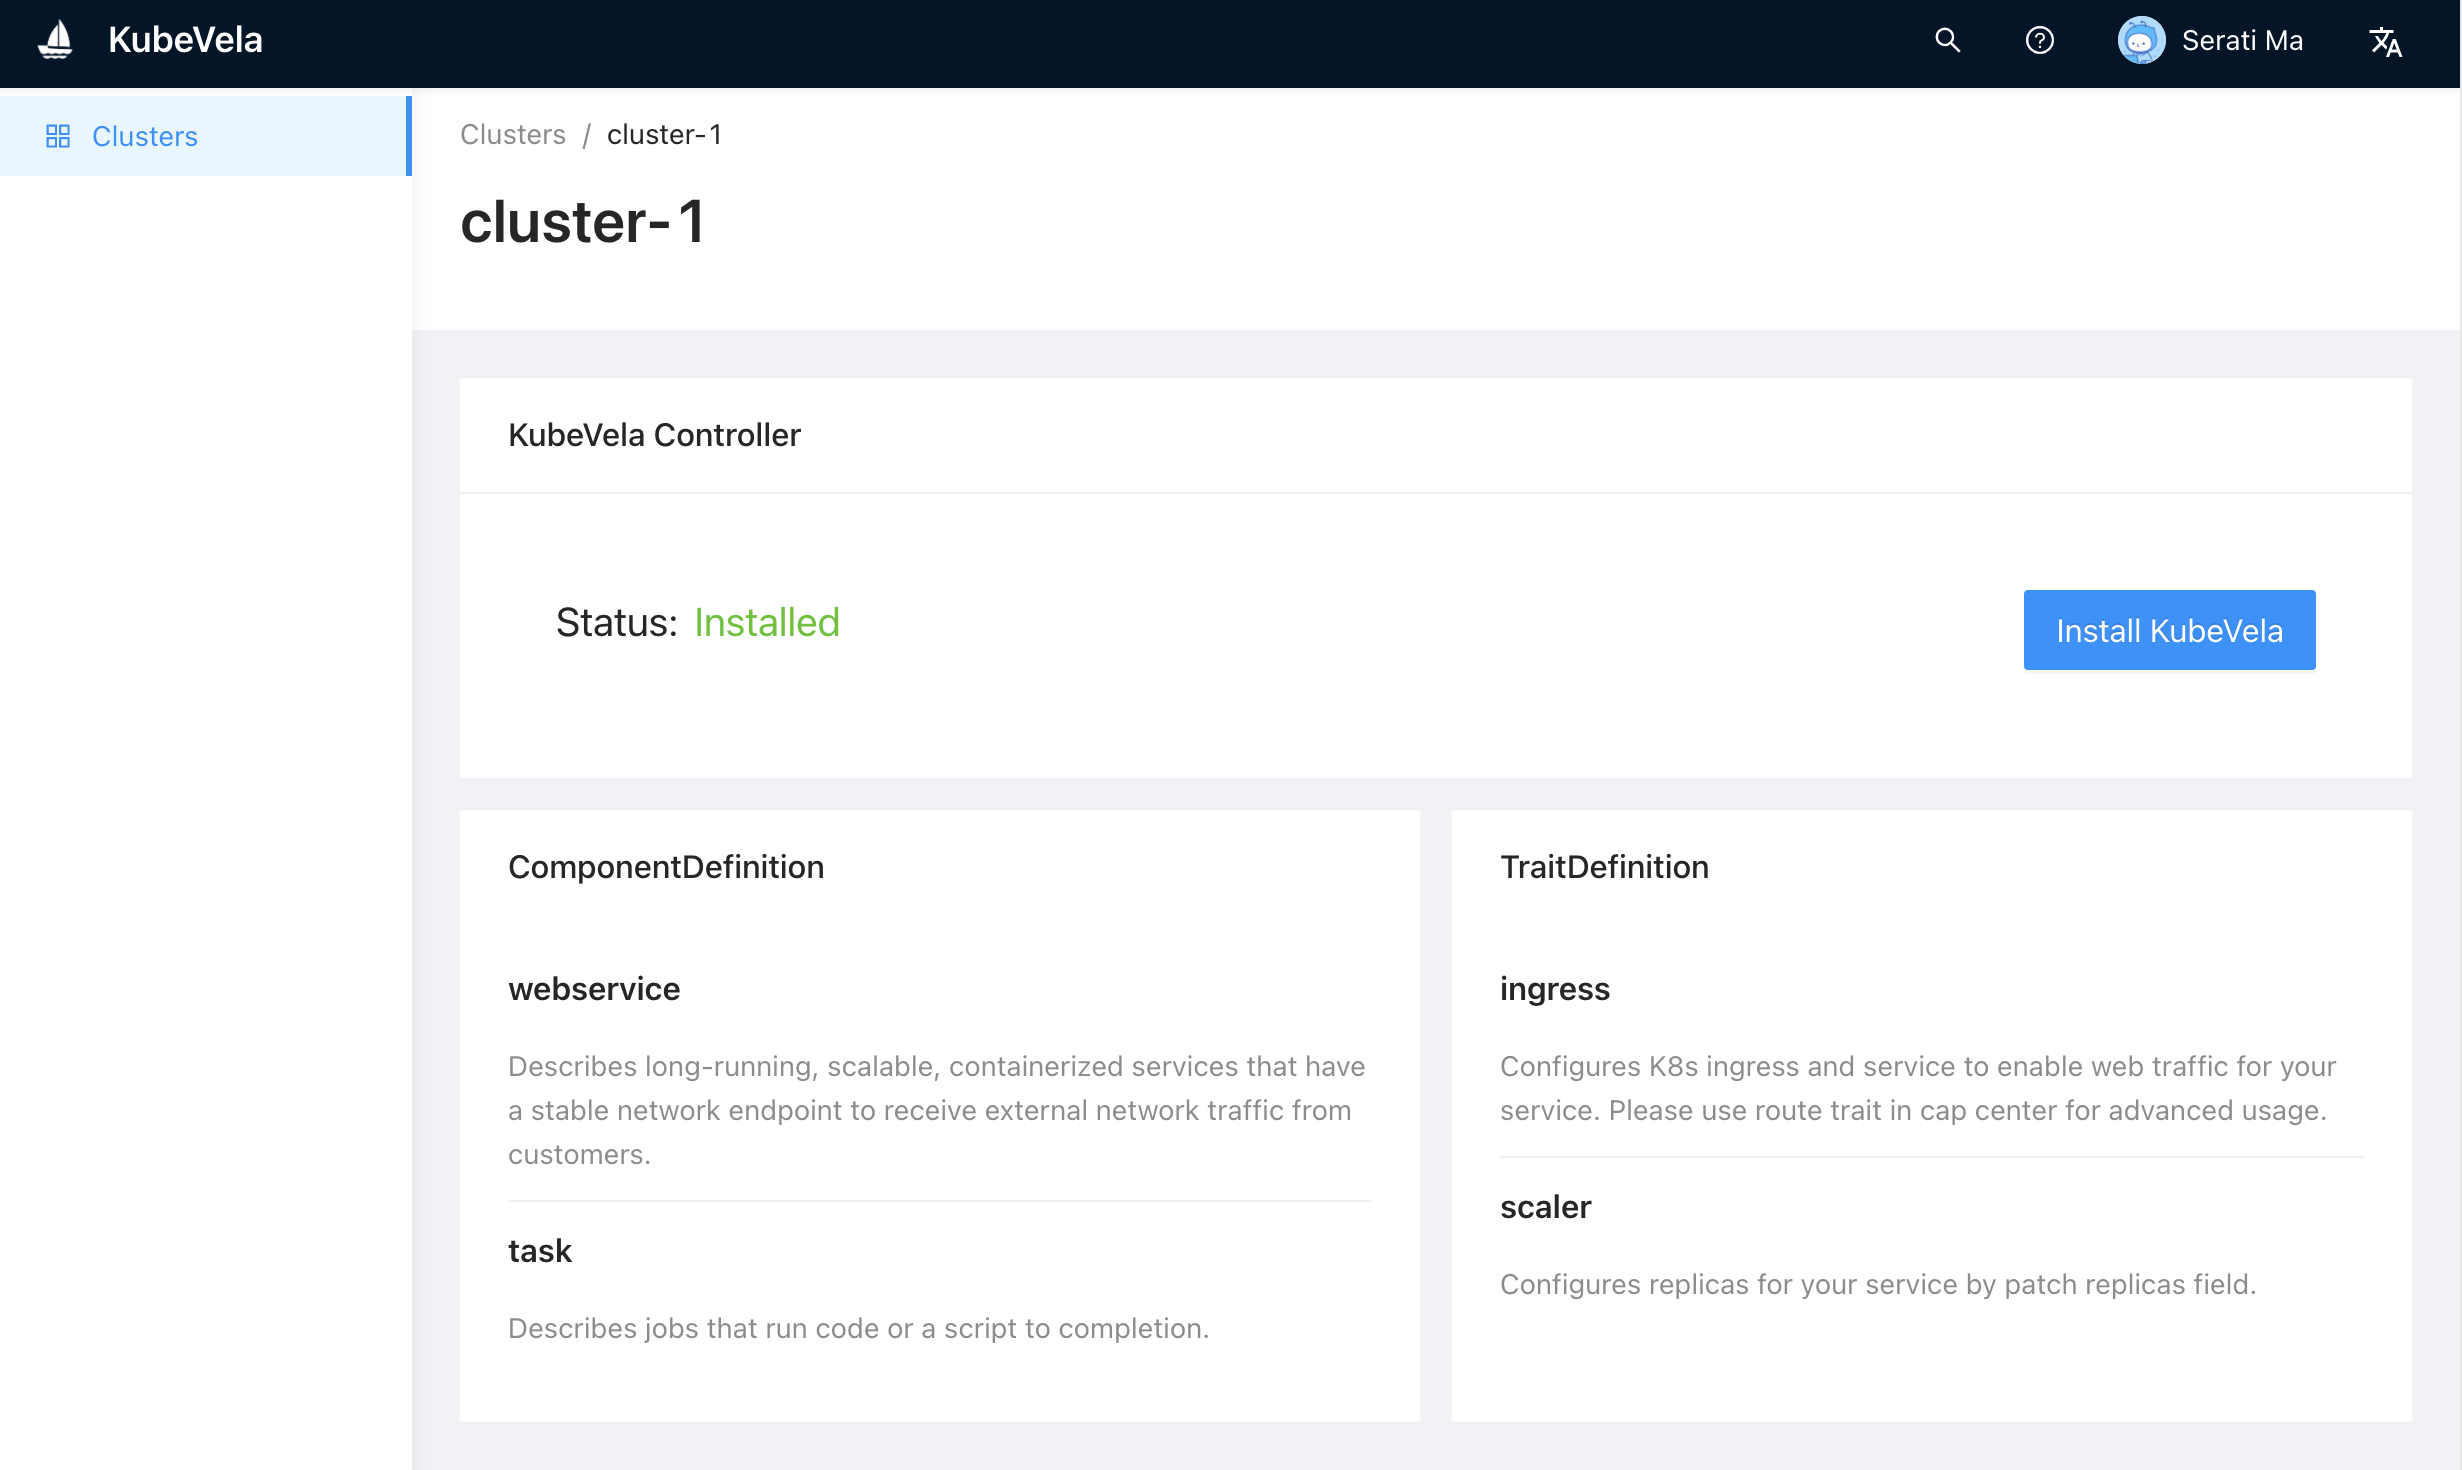 KubeVela
Serati Ma
Clusters
Clusters / cluster-1
cluster-1
KubeVela Controller
Status: Installed
Install KubeVela
ComponentDefinition
webservice
Describes long-running, scalable, containerized services that have
a stable network endpoint to receive external network traffic from
customers.
task
Describes jobs that run code or a script to completion.
TraitDefinition
ingress
Configures K8s ingress and service to enable web traffic for your
service. Please use route trait in cap center for advanced usage.
scaler
Configures replicas for your service by patch replicas field.